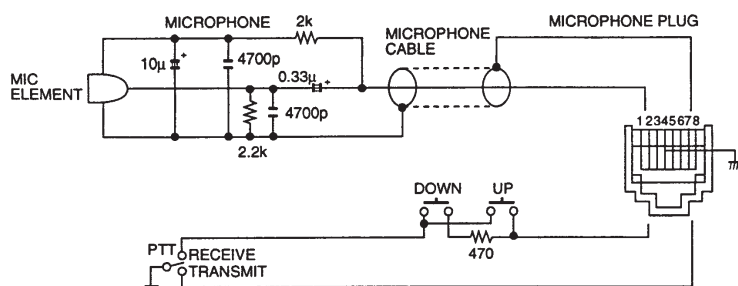 MICROPHONE
2k
MICROPHONE
CABLE
MICROPHONE PLUG
10μ
+
4700p
0.33μ
+
MIC
ELEMENT
4700p
2.2k
12345678
DOWN
UP
470
PTT
RECEIVE
TRANSMIT